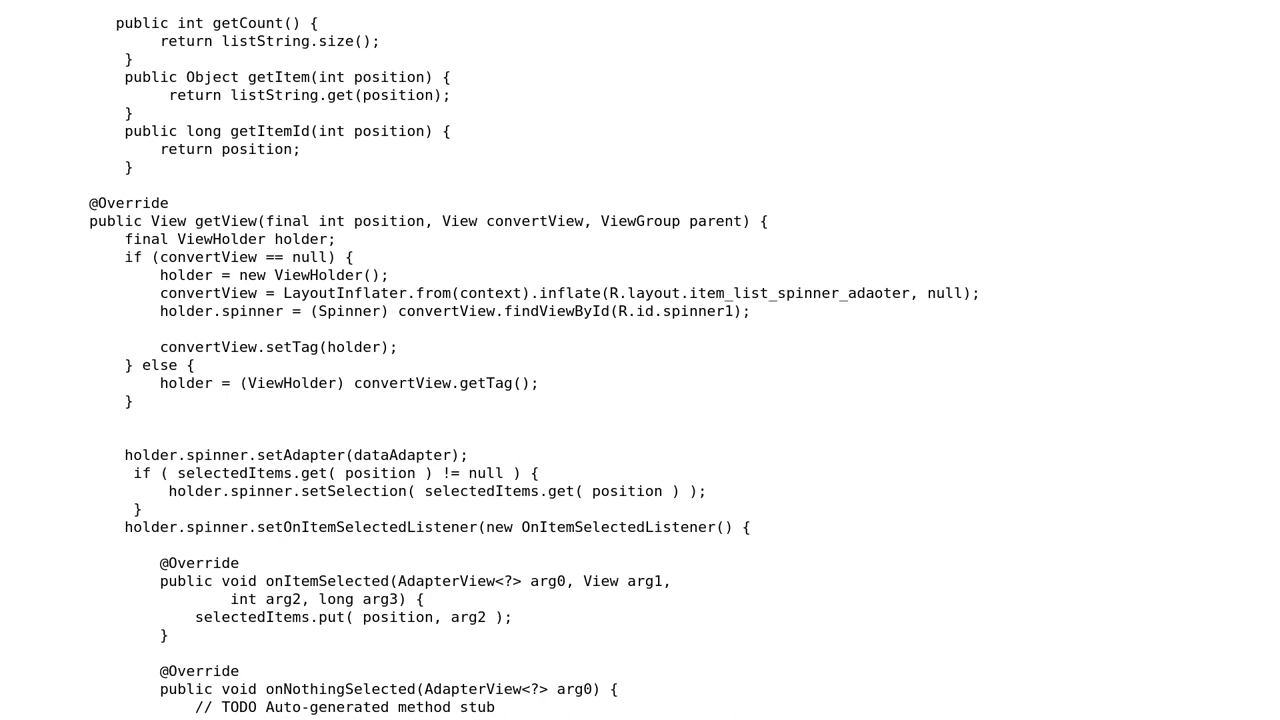 public int getCount() {
return listString.size();
}
public Object getItem(int position) {
return listString.get(position);
}
public long getItemId(int position) {
return position;
}
@Override
public View getView(final int position, View convertView, ViewGroup parent) {
final ViewHolder holder;
if (convertView == null) {
holder = new ViewHolder();
convertView = LayoutInflater.from(context).inflate(R.layout.item_list_spinner_adaoter, null);
holder.spinner = (Spinner) convertView.findViewById(R.id.spinner1);
convertView.setTag(holder);
} else {
holder = (ViewHolder) convertView.getTag();
}
holder.spinner.setAdapter(dataAdapter);
if ( selectedItems.get( position ) != null ) {
holder.spinner.setSelection( selectedItems.get( position ) );
}
holder.spinner.setOnItemSelectedListener(new OnItemSelectedListener() {
@Override
public void onItemSelected(AdapterView<?> arg0, View arg1,
int arg2, long arg3) {
selectedItems.put( position, arg2 );
}
@Override
public void onNothingSelected(AdapterView<?> arg0) {
// TODO Auto-generated method stub